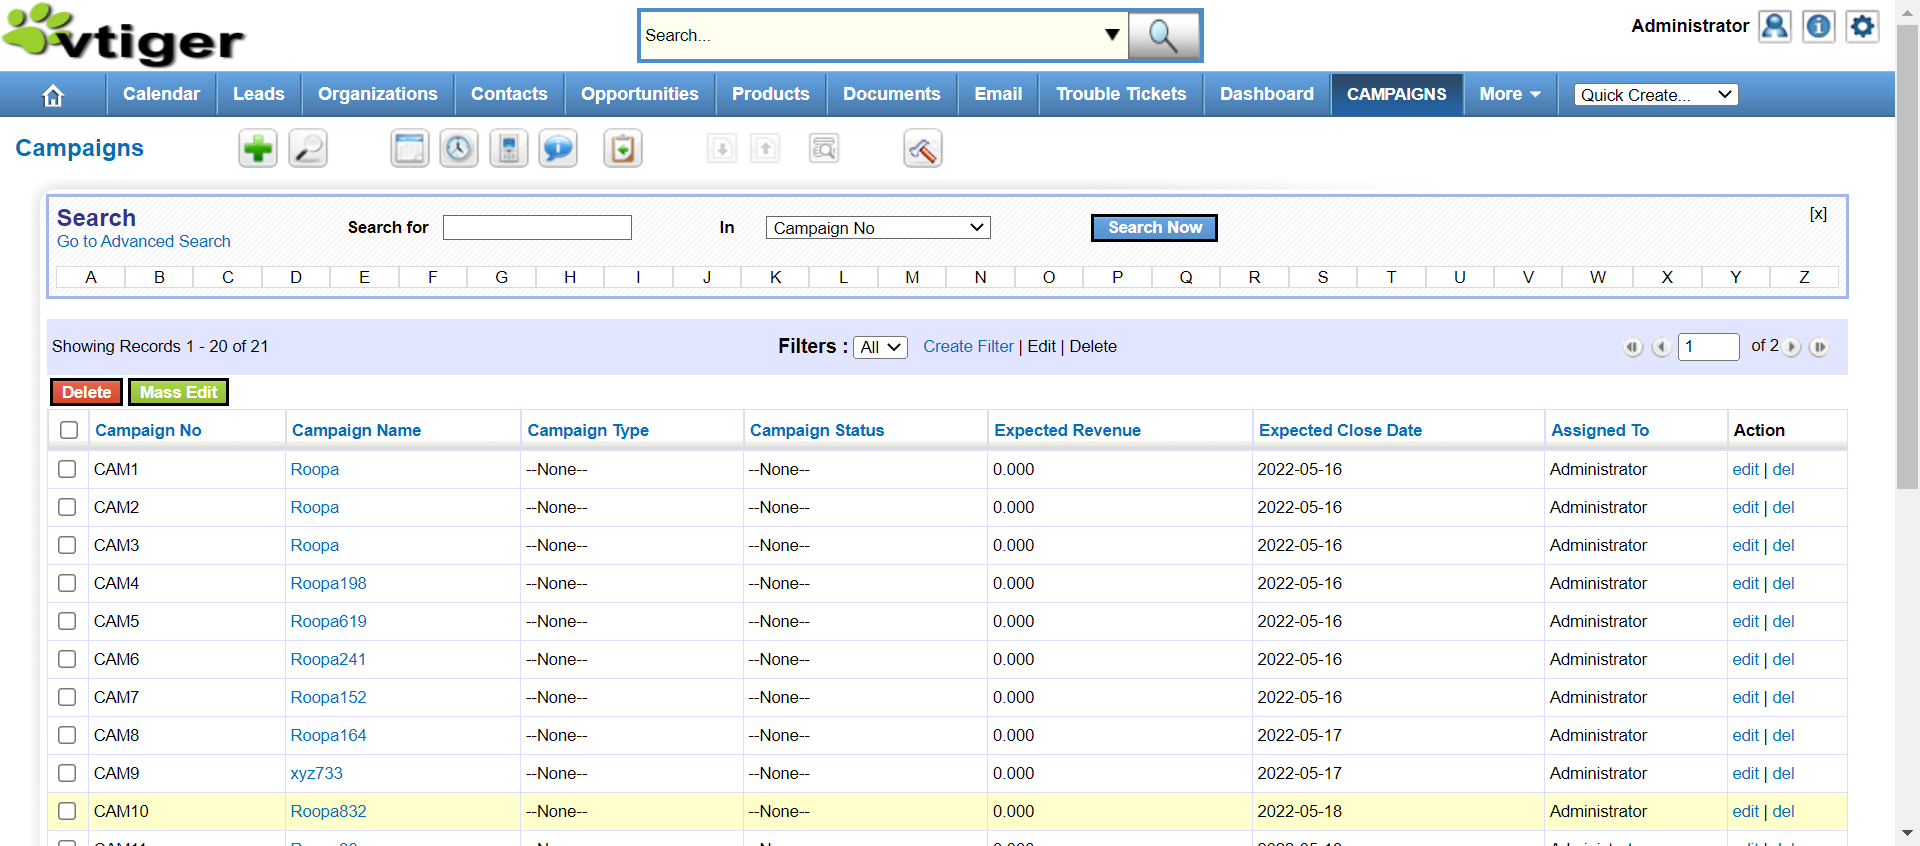 vtiger
Search...
Administrator
Calendar Leads Organizations Contacts Opportunities Products Documents Email Trouble Tickets Dashboard CAMPAIGNS More Quick Create...
Campaigns
Search
Go to Advanced Search
Search for In Campaign No Search Now [x]
A B C D E F G H I J K L M N O P Q R S T U V W X Y Z
Showing Records 1 - 20 of 21 Filters : All Create Filter | Edit | Delete 1 of 2
Delete Mass Edit
Campaign No Campaign Name Campaign Type Campaign Status Expected Revenue Expected Close Date Assigned To Action
CAM1 Roopa --None-- --None-- 0.000 2022-05-16 Administrator edit | del
CAM2 Roopa --None-- --None-- 0.000 2022-05-16 Administrator edit | del
CAM3 Roopa --None-- --None-- 0.000 2022-05-16 Administrator edit | del
CAM4 Roopa198 --None-- --None-- 0.000 2022-05-16 Administrator edit | del
CAM5 Roopa619 --None-- --None-- 0.000 2022-05-16 Administrator edit | del
CAM6 Roopa241 --None-- --None-- 0.000 2022-05-16 Administrator edit | del
CAM7 Roopa152 --None-- --None-- 0.000 2022-05-16 Administrator edit | del
CAM8 Roopa164 --None-- --None-- 0.000 2022-05-17 Administrator edit | del
CAM9 xyz733 --None-- --None-- 0.000 2022-05-17 Administrator edit | del
CAM10 Roopa832 --None-- --None-- 0.000 2022-05-18 Administrator edit | del